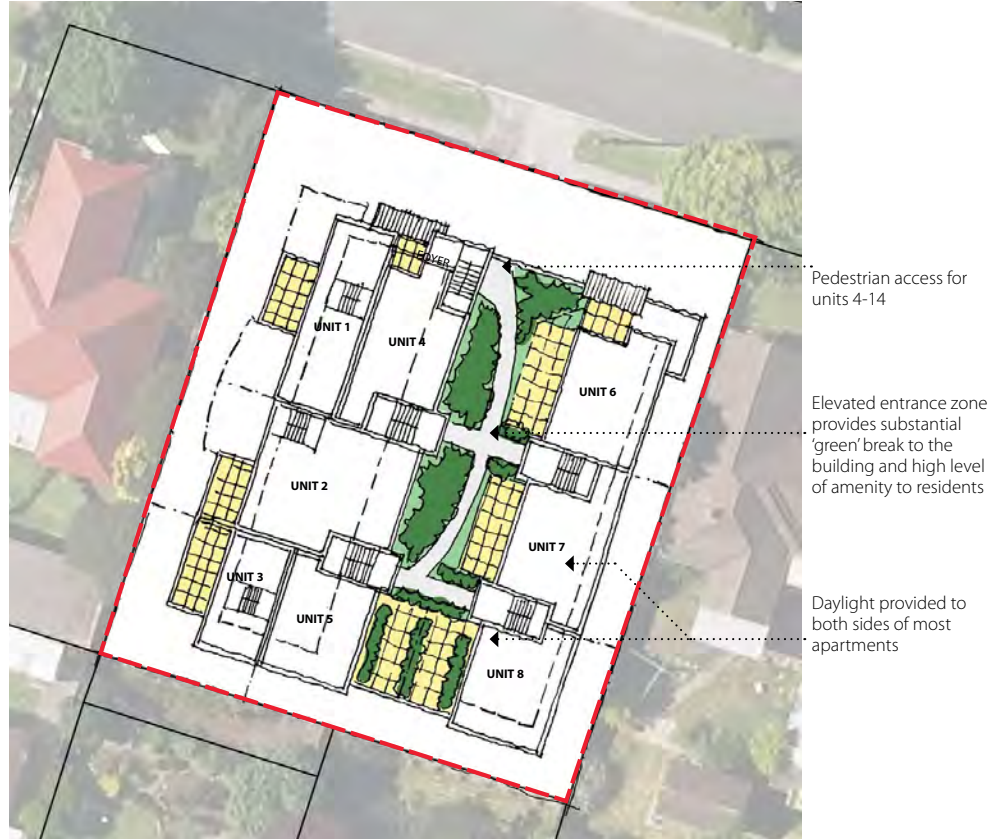 FOYER
UNIT 1
UNIT 4
UNIT 6
UNIT 2
UNIT 7
UNIT 3
UNIT 5
UNIT 8
Pedestrian access for
units 4-14
Elevated entrance zone
provides substantial
‘green’ break to the
building and high level
of amenity to residents
Daylight provided to
both sides of most
apartments